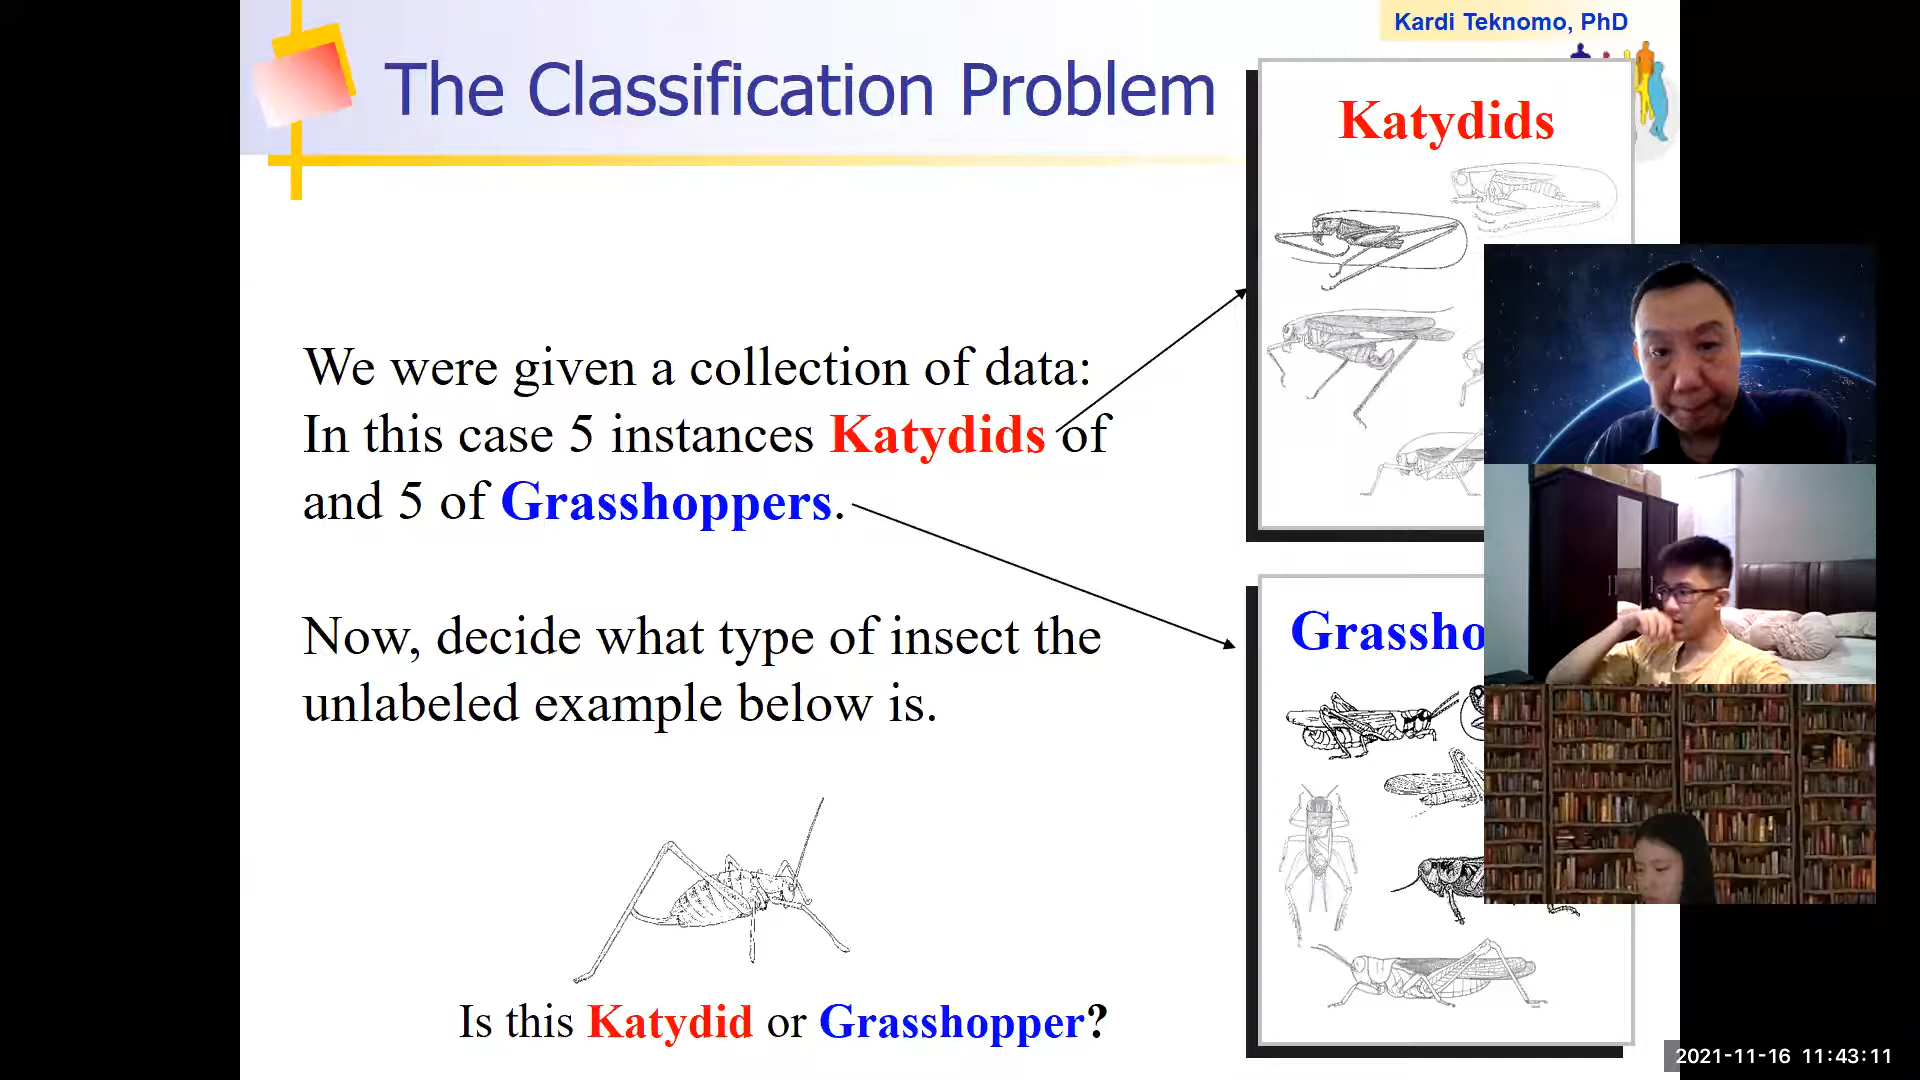 Kardi Teknomo, PhD
The Classification Problem
Katydids
We were given a collection of data:
In this case 5 instances Katydids of
and 5 of Grasshoppers.
Grassho
Now, decide what type of insect the
unlabeled example below is.
Is this Katydid or Grasshopper?
2021-11-16 11:43:11